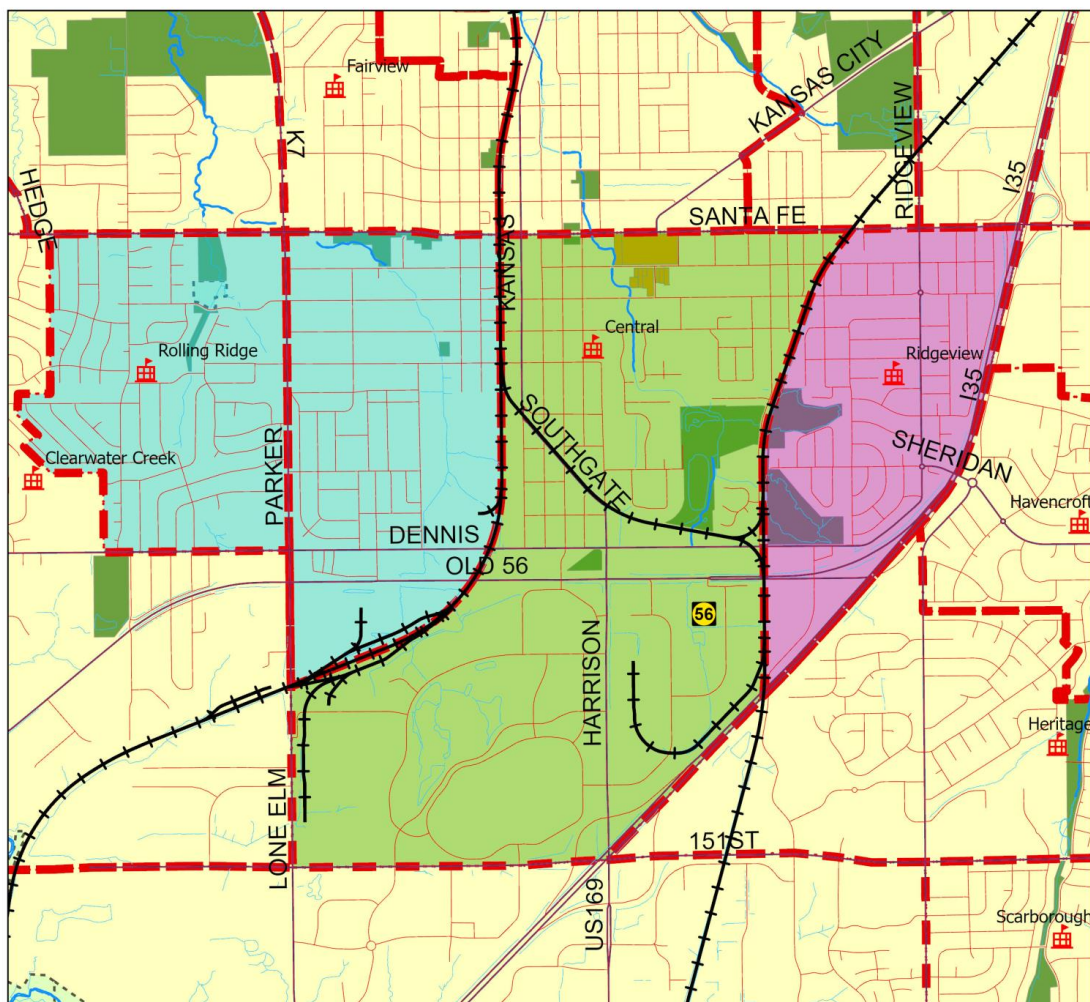 Fairview
K7
KANSAS CITY
RIDGEVIEW
I35
HEDGE
SANTA FE
KANSAS
Central
Rolling Ridge
Ridgeview
I35
SOUTHGATE
SHERIDAN
PARKER
Clearwater Creek
Havencroft
DENNIS
OLD 56
56
HARRISON
Heritage
LONE ELM
151ST
US169
Scarborough